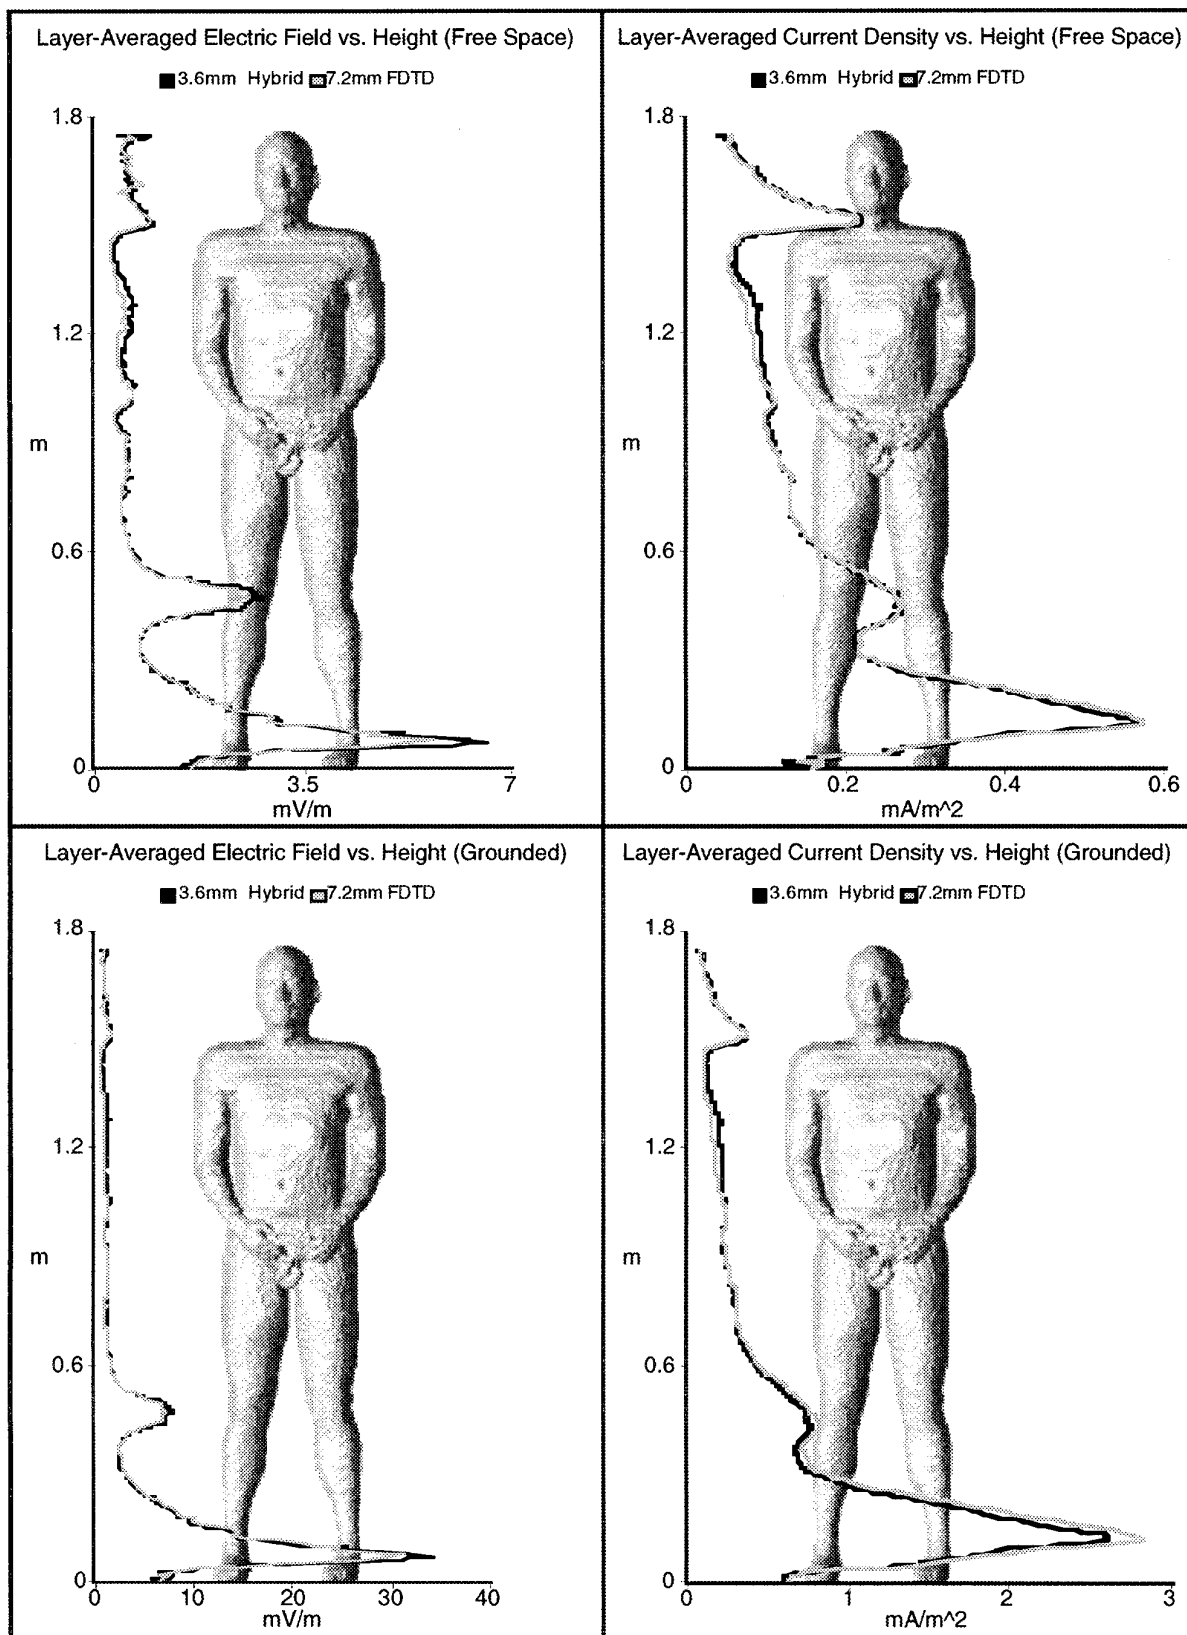 Layer-Averaged Electric Field vs. Height (Free Space)
3.6mm Hybrid 7.2mm FDTD
1.8
1.2
m
0.6
0
0 3.5 7
mV/m
Layer-Averaged Current Density vs. Height (Free Space)
3.6mm Hybrid 7.2mm FDTD
1.8
1.2
m
0.6
0
0 0.2 0.4 0.6
mA/m^2
Layer-Averaged Electric Field vs. Height (Grounded)
3.6mm Hybrid 7.2mm FDTD
1.8
1.2
m
0.6
0
0 10 20 30 40
mV/m
Layer-Averaged Current Density vs. Height (Grounded)
3.6mm Hybrid 7.2mm FDTD
1.8
1.2
m
0.6
0
0 1 2 3
mA/m^2